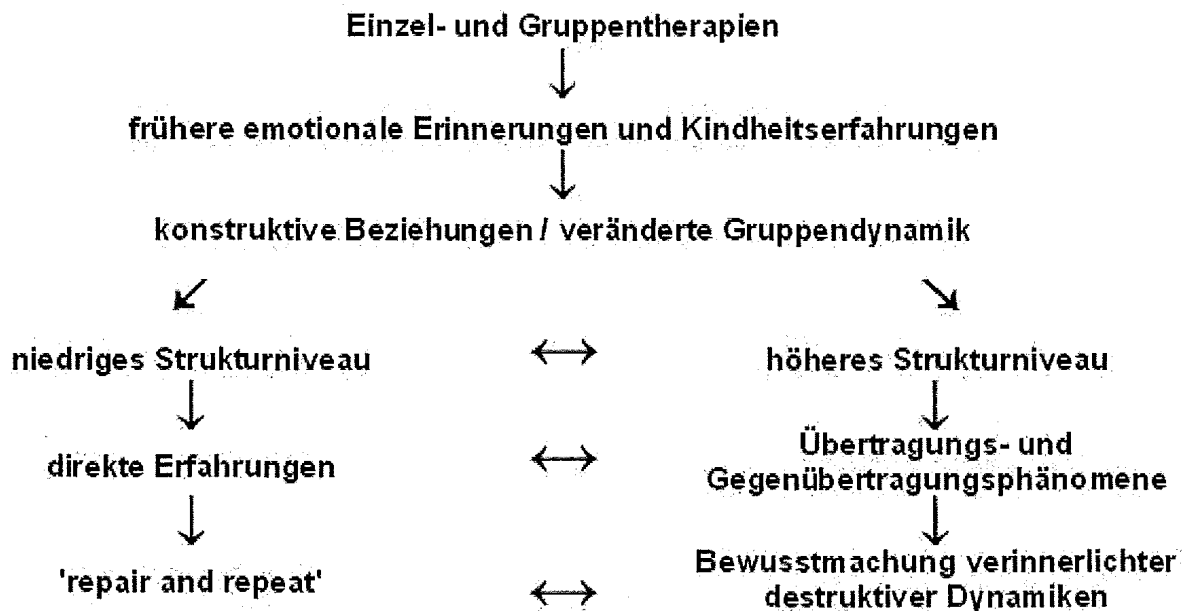 Einzel- und Gruppentherapien
frühere emotionale Erinnerungen und Kindheitserfahrungen
konstruktive Beziehungen / veränderte Gruppendynamik
niedriges Strukturniveau
höheres Strukturniveau
direkte Erfahrungen
Übertragungs- und
Gegenübertragungsphänomene
'repair and repeat'
Bewusstmachung verinnerlichter
destruktiver Dynamiken